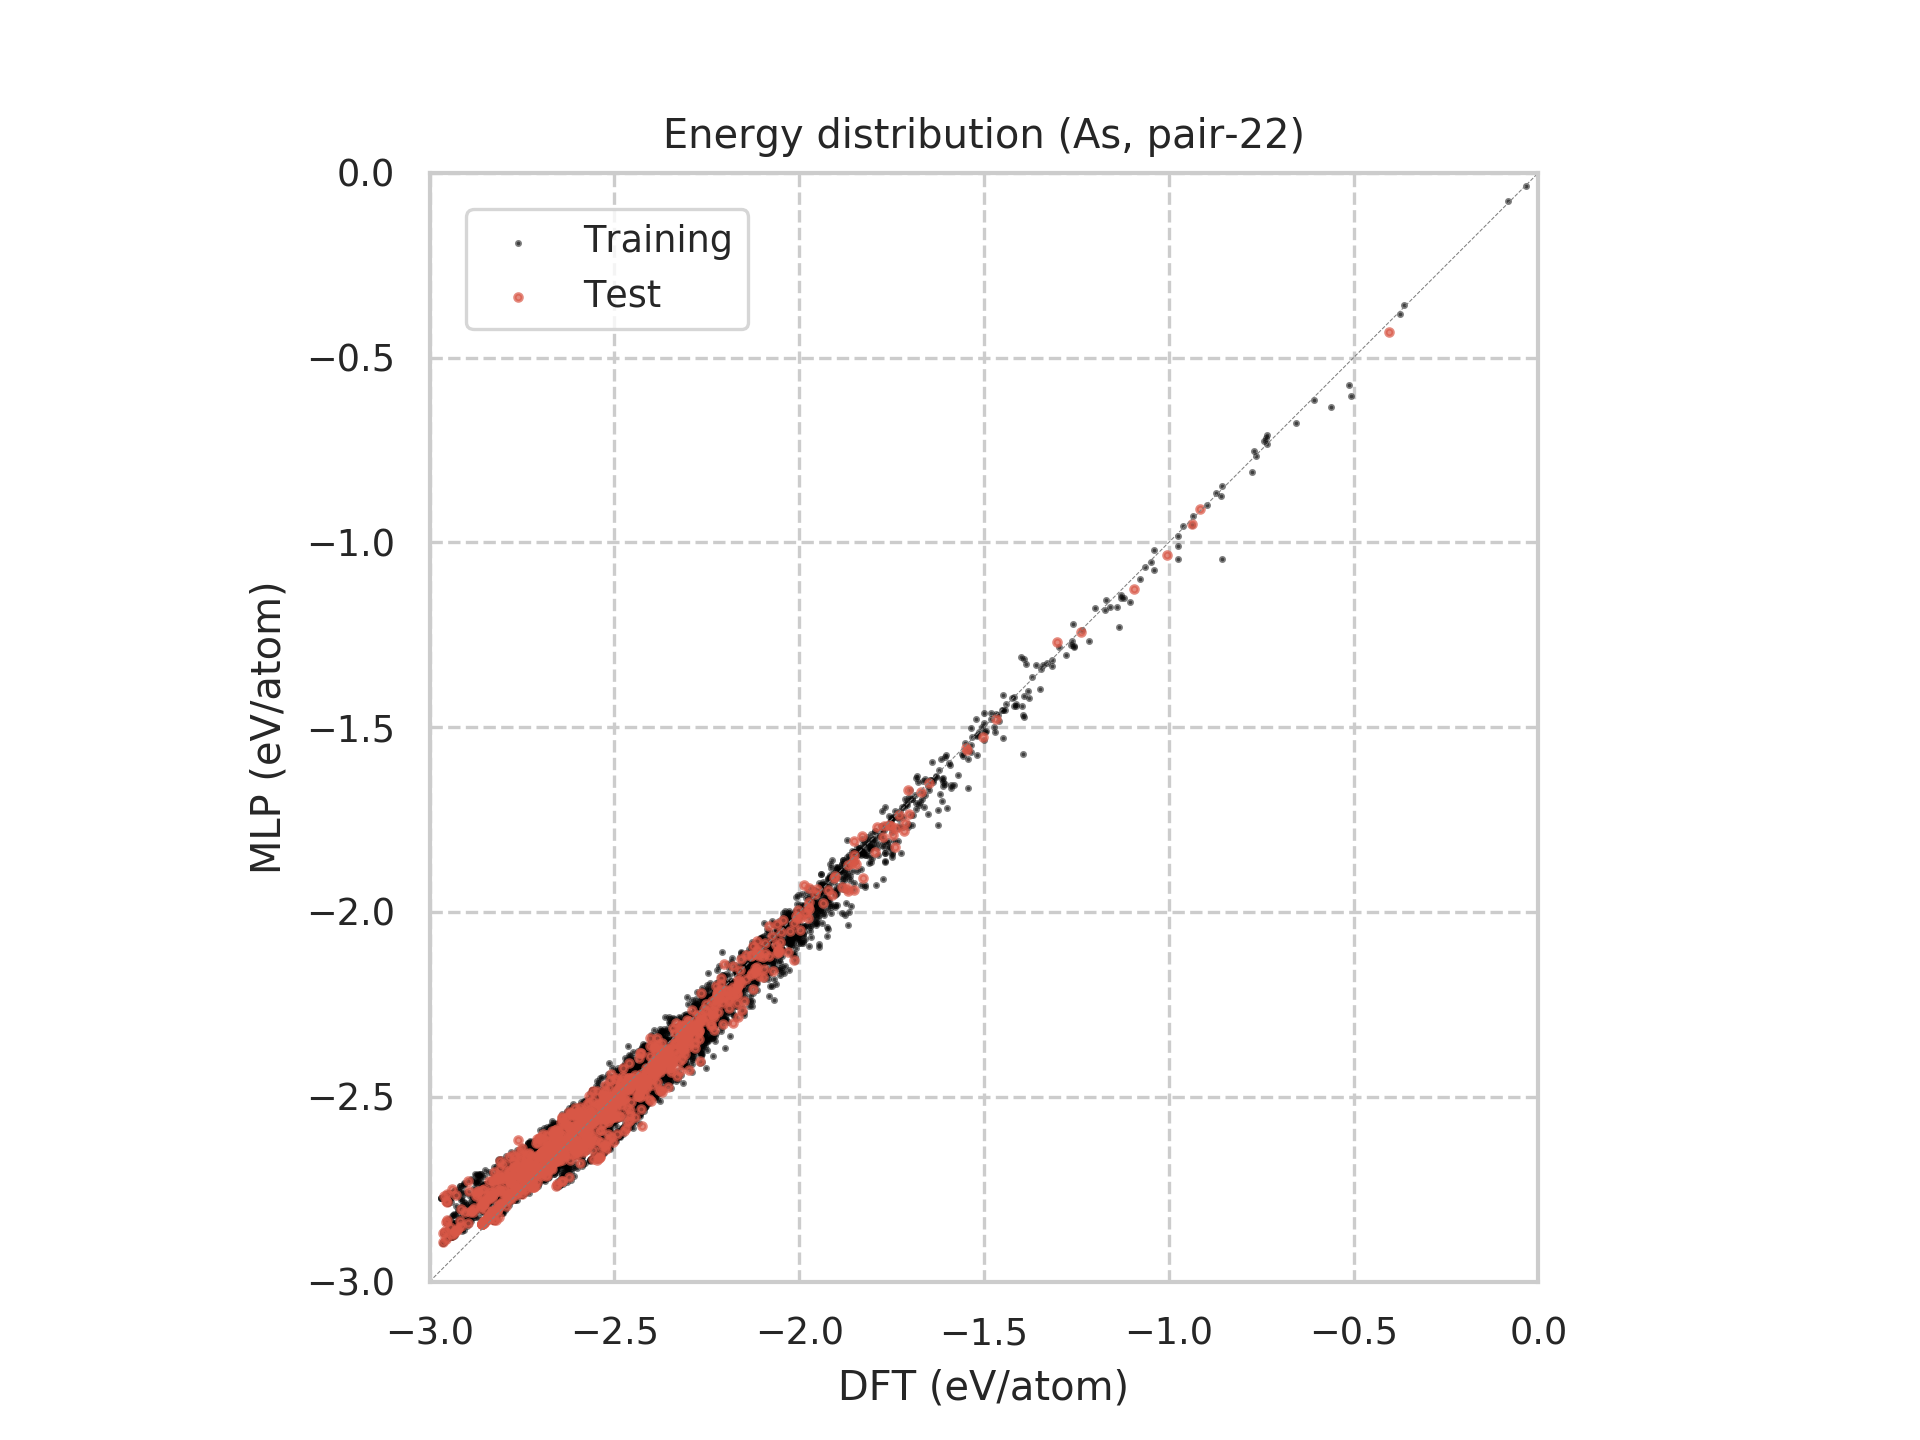 Energy distribution (As, pair-22)
0.0
−0.5
−1.0
−1.5
−2.0
−2.5
−3.0
Training
Test
MLP (eV/atom)
−3.0 −2.5 −2.0 −1.5 −1.0 −0.5 0.0
DFT (eV/atom)